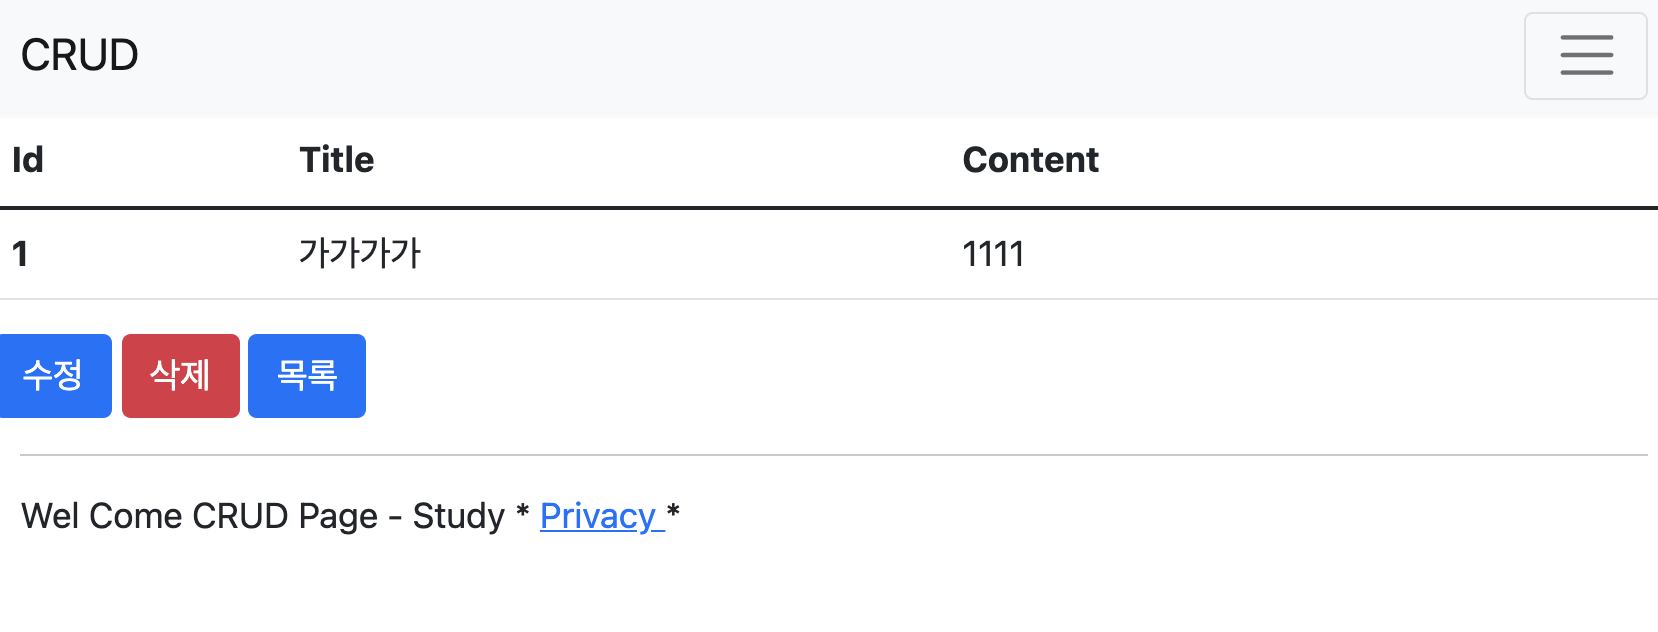 CRUD
Id Title Content
1 가가가가 1111
수정 삭제 목록
Wel Come CRUD Page - Study * Privacy *